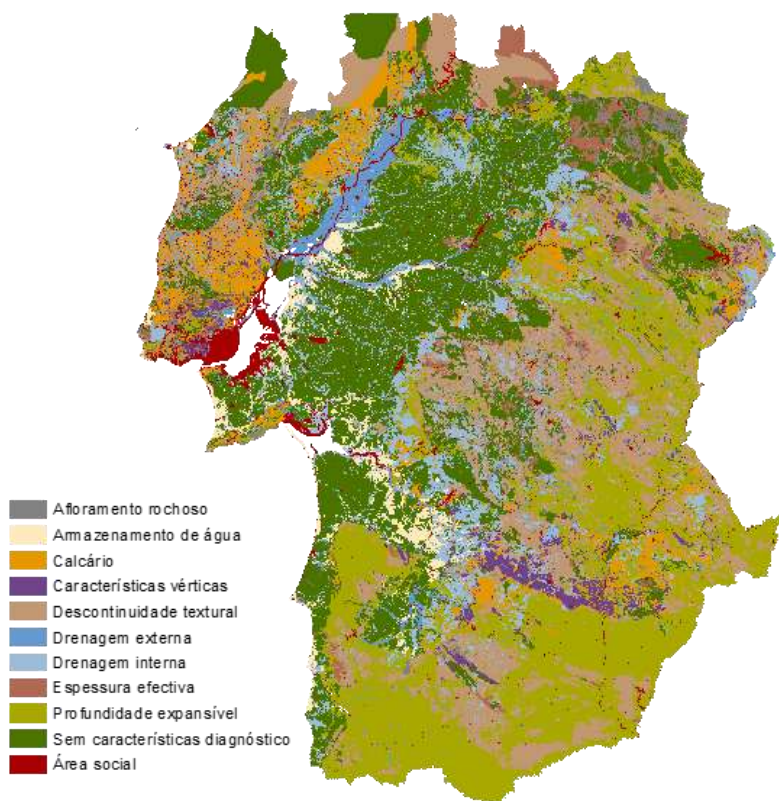 Afloramento rochoso
Armazenamento de água
Calcário
Características vérticas
Descontinuidade textural
Drenagem externa
Drenagem interna
Espessura efectiva
Profundidade expansível
Sem características diagnóstico
Área social